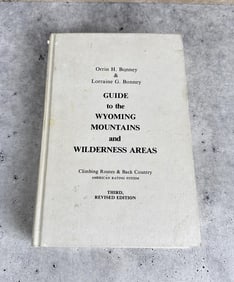 Orrin H. Bonney
&
Lorraine G. Bonney
GUIDE
to the
WYOMING
MOUNTAINS
and
WILDERNESS AREAS
Climbing Routes & Back Country
AMERICAN RATING SYSTEM
THIRD,
REVISED EDITION